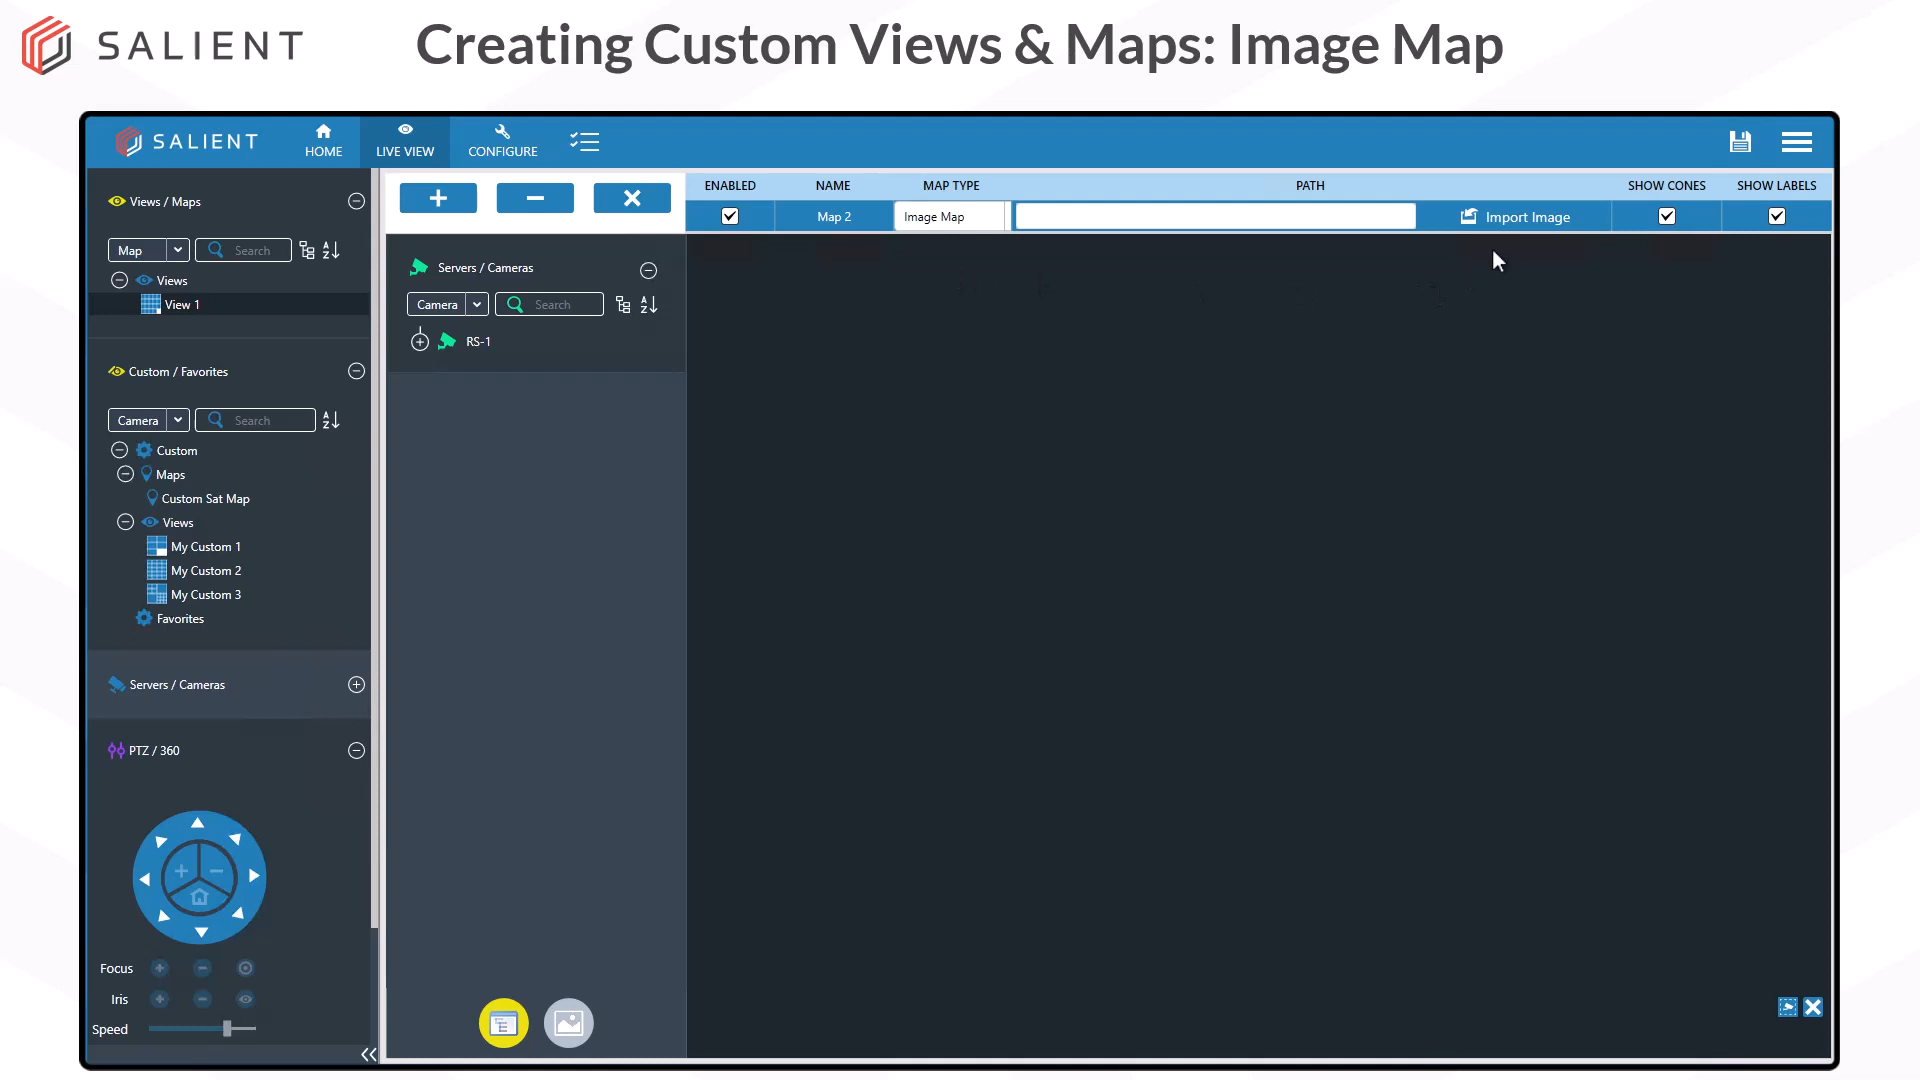 SALIENT
Creating Custom Views & Maps: Image Map
SALIENT
HOME
LIVE VIEW
CONFIGURE
Views / Maps
Map
Search
Views
View 1
Custom / Favorites
Camera
Search
Custom
Maps
Custom Sat Map
Views
My Custom 1
My Custom 2
My Custom 3
Favorites
Servers / Cameras
PTZ / 360
Focus
Iris
Speed
ENABLED NAME MAP TYPE PATH SHOW CONES SHOW LABELS
Map 2 Image Map Import Image
Servers / Cameras
Camera
Search
RS-1